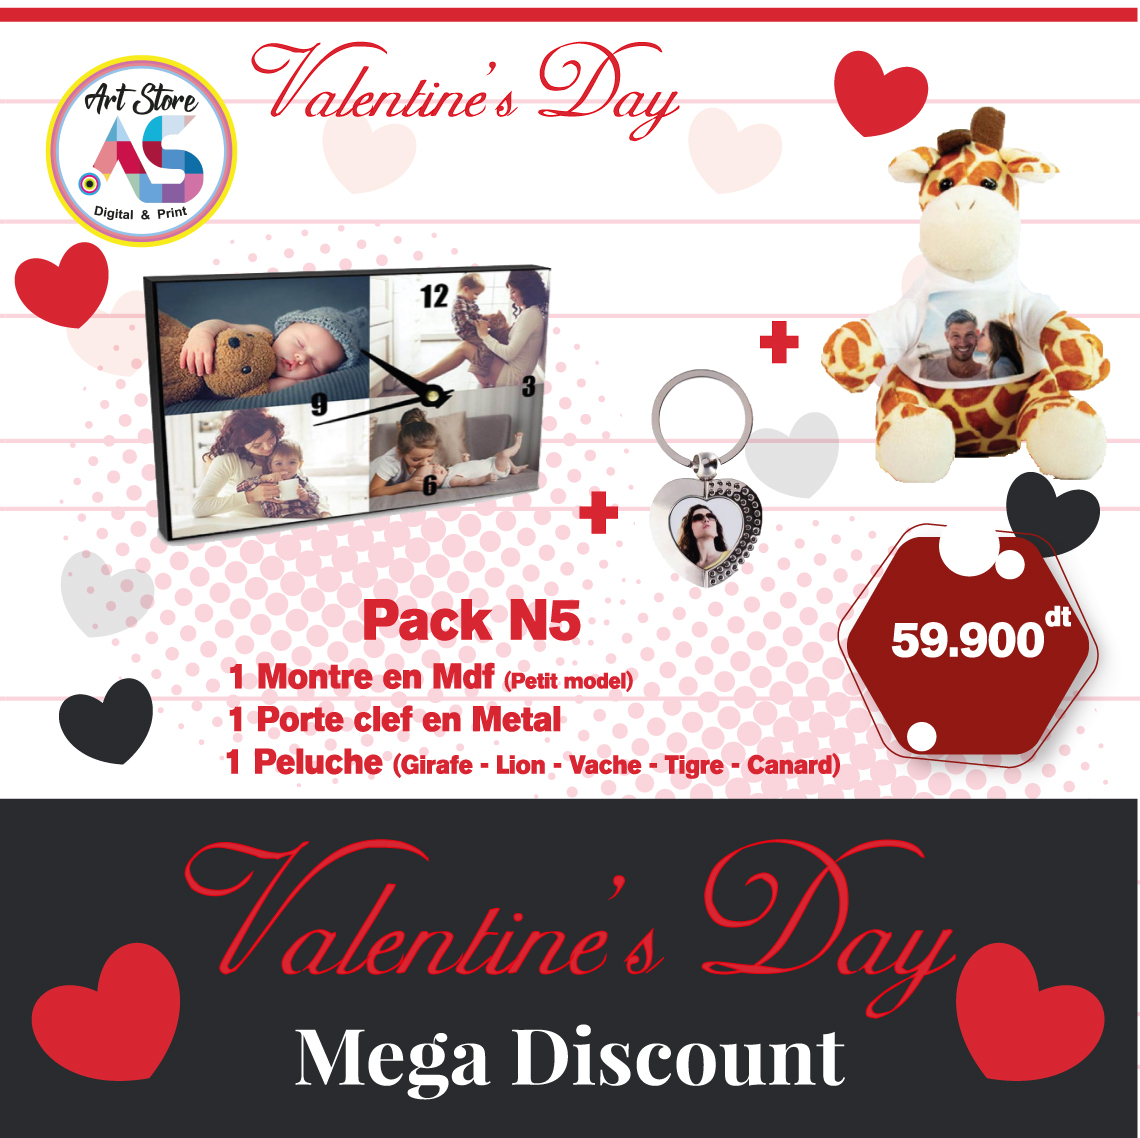 Valentine's Day
Art Store
AS
Digital & Print
12
3
9
6
Pack N5
1 Montre en Mdf (Petit model)
1 Porte clef en Metal
1 Peluche (Girafe - Lion - Vache - Tigre - Canard)
59.900dt
Valentine's Day
Mega Discount